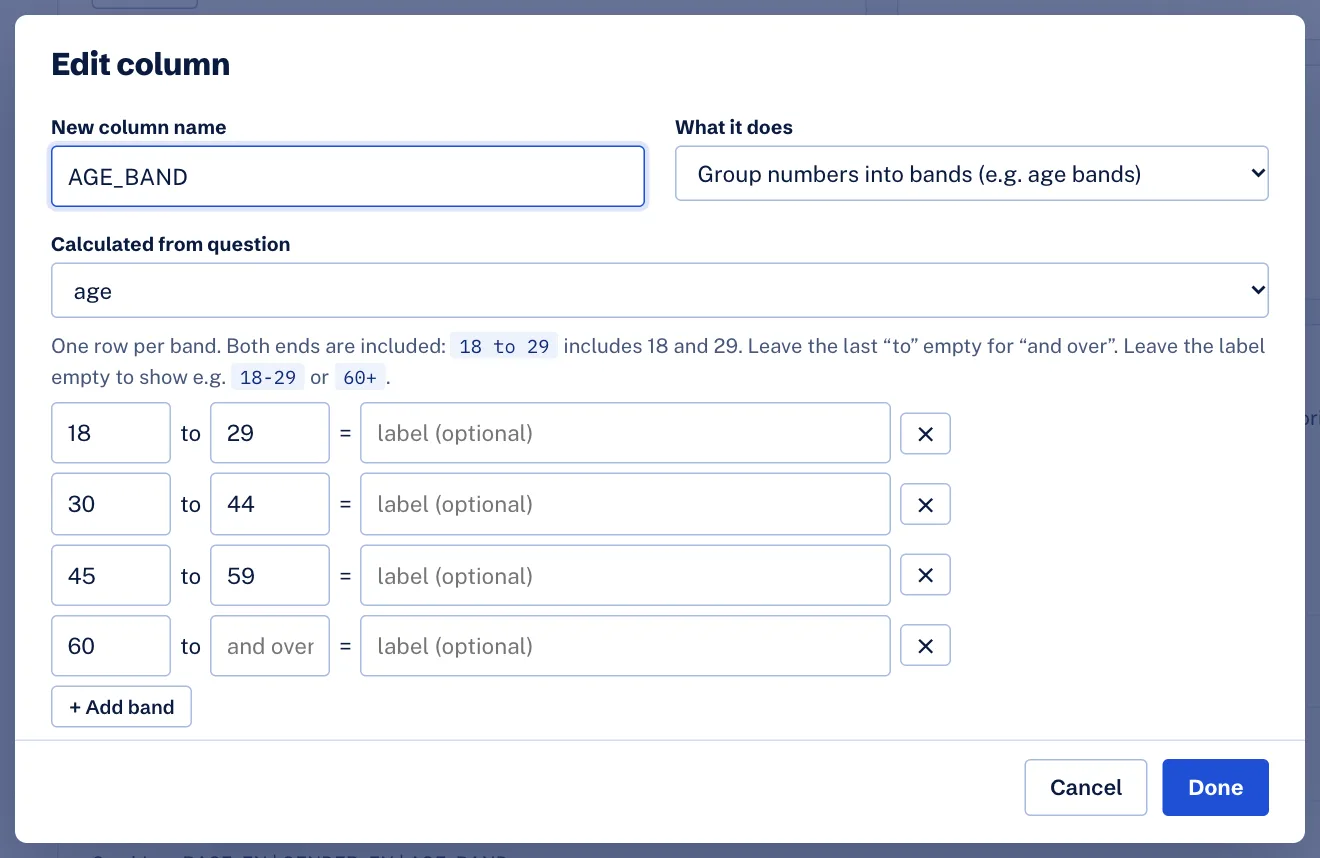 Edit column
New column name
What it does
AGE_BAND
Group numbers into bands (e.g. age bands)
Calculated from question
age
One row per band. Both ends are included: 18 to 29 includes 18 and 29. Leave the last “to” empty for “and over”. Leave the label
empty to show e.g. 18-29 or 60+.
18 to 29 = label (optional) ✕
30 to 44 = label (optional) ✕
45 to 59 = label (optional) ✕
60 to and over = label (optional) ✕
+ Add band
Cancel
Done